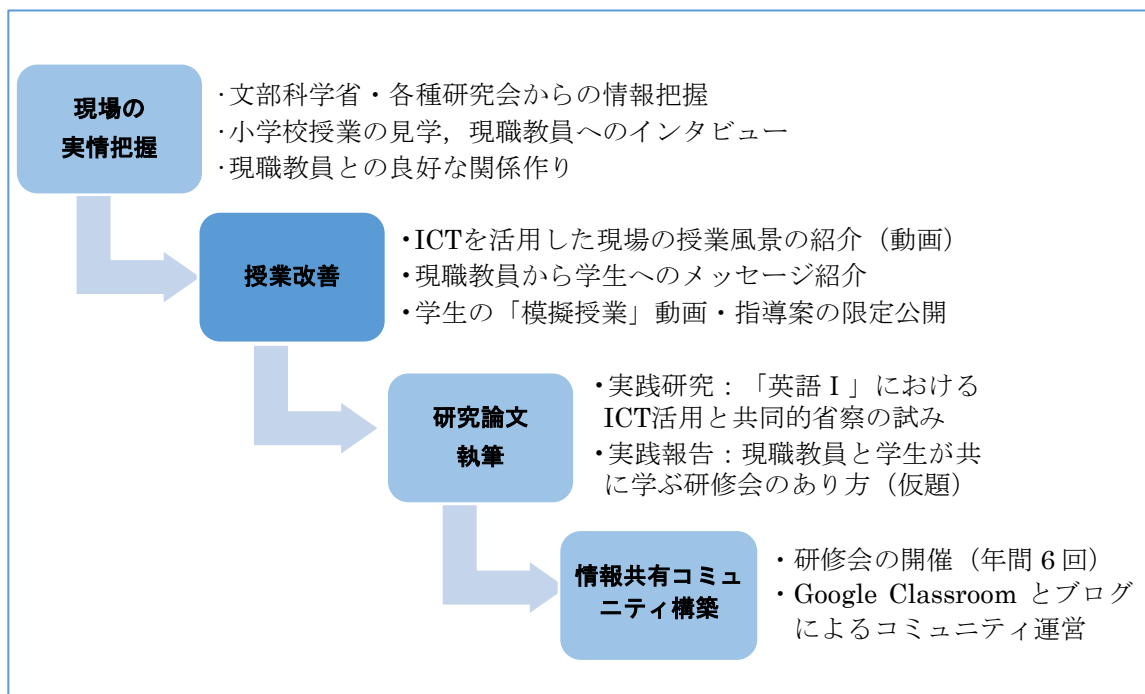 現場の
実情把握
・文部科学省・各種研究会からの情報把握
・小学校授業の見学，現職教員へのインタビュー
・現職教員との良好な関係作り
授業改善
・ICTを活用した現場の授業風景の紹介（動画）
・現職教員から学生へのメッセージ紹介
・学生の「模擬授業」動画・指導案の限定公開
研究論文
執筆
・実践研究：「英語Ⅰ」における
ICT活用と共同的省察の試み
・実践報告：現職教員と学生が共
に学ぶ研修会のあり方（仮題）
情報共有コミュ
ニティ構築
・研修会の開催（年間６回）
・Google Classroom とブログ
によるコミュニティ運営